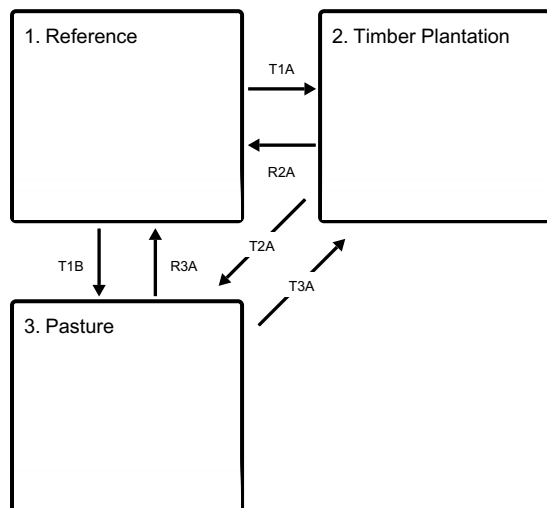 1. Reference
2. Timber Plantation
T1A
R2A
T1B
R3A
T2A
T3A
3. Pasture